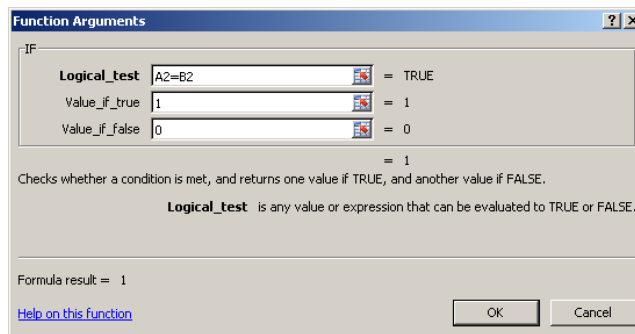 Function Arguments
IF
Logical_test A2=B2 = TRUE
Value_if_true 1 = 1
Value_if_false 0 = 0
= 1
Checks whether a condition is met, and returns one value if TRUE, and another value if FALSE.
Logical_test is any value or expression that can be evaluated to TRUE or FALSE.
Formula result = 1
Help on this function OK Cancel